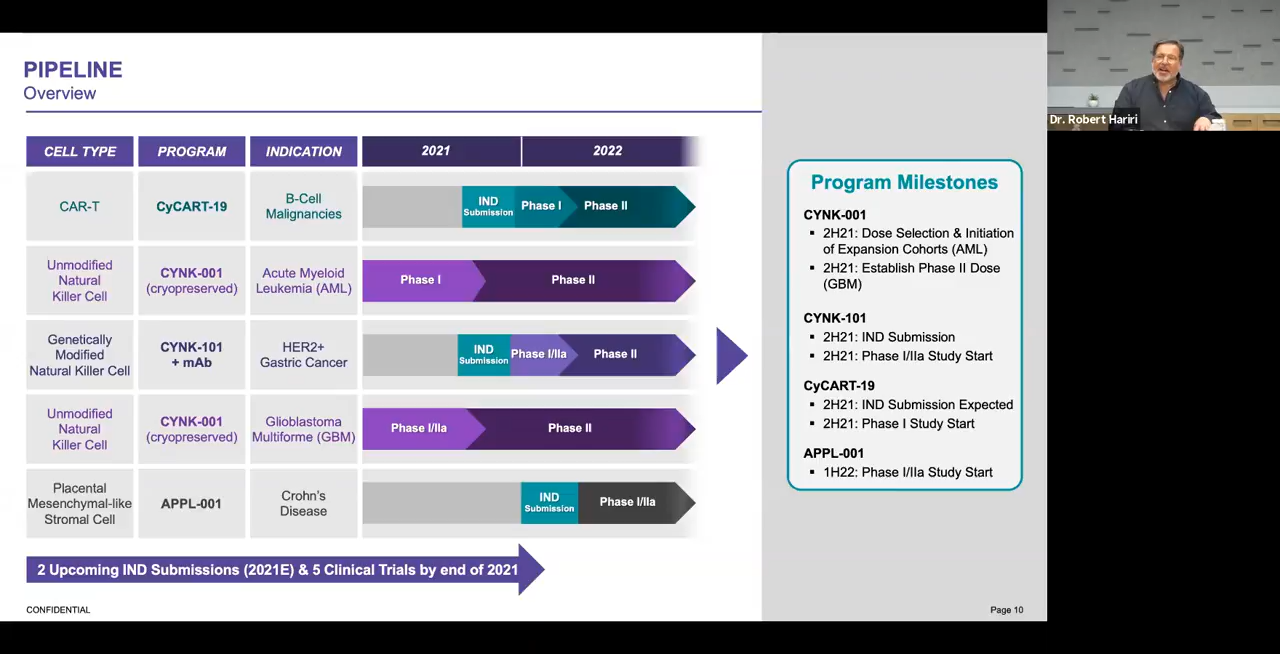 PIPELINE
Overview
CELL TYPE
PROGRAM
INDICATION
2021
2022
CAR-T
CyCART-19
B-Cell
Malignancies
IND
Submission
Phase I
Phase II
Unmodified
Natural
Killer Cell
CYNK-001
(cryopreserved)
Acute Myeloid
Leukemia (AML)
Phase I
Phase II
Genetically
Modified
Natural Killer Cell
CYNK-101
+ mAb
HER2+
Gastric Cancer
IND
Submission
Phase I/IIa
Phase II
Unmodified
Natural
Killer Cell
CYNK-001
(cryopreserved)
Glioblastoma
Multiforme (GBM)
Phase I/IIa
Phase II
Placental
Mesenchymal-like
Stromal Cell
APPL-001
Crohn's
Disease
IND
Submission
Phase I/IIa
2 Upcoming IND Submissions (2021E) & 5 Clinical Trials by end of 2021
CONFIDENTIAL
Program Milestones
CYNK-001
▪ 2H21: Dose Selection & Initiation
of Expansion Cohorts (AML)
▪ 2H21: Establish Phase II Dose
(GBM)
CYNK-101
▪ 2H21: IND Submission
▪ 2H21: Phase I/IIa Study Start
CyCART-19
▪ 2H21: IND Submission Expected
▪ 2H21: Phase I Study Start
APPL-001
▪ 1H22: Phase I/IIa Study Start
Page 10
Dr. Robert Hariri